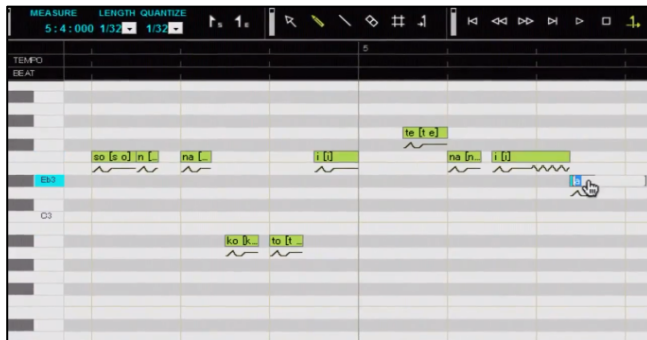 MEASURE LENGTH QUANTIZE
5:4:000 1/32 1/32
5
TEMPO
BEAT
te [t e]
so [s o] n [... na [... i [i] na [n... i [i]
Eb3
C3
ko [k... to [t ...